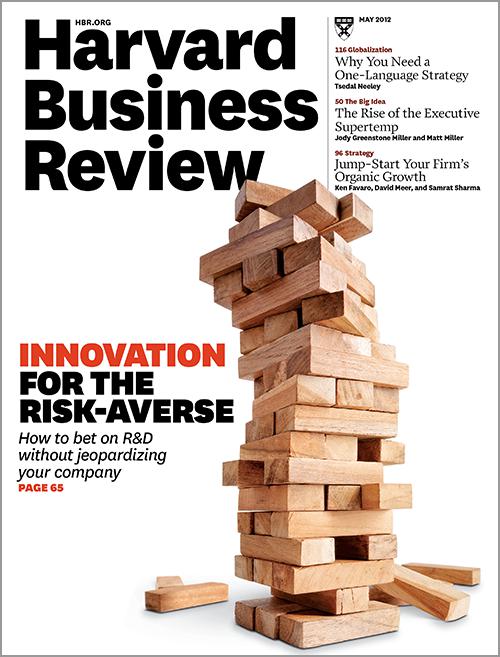 HBR.ORG
Harvard
Business
Review
MAY 2012
116 Globalization
Why You Need a
One-Language Strategy
Tsedal Neeley
50 The Big Idea
The Rise of the Executive
Supertemp
Jody Greenstone Miller and Matt Miller
96 Strategy
Jump-Start Your Firm's
Organic Growth
Ken Favaro, David Meer, and Samrat Sharma
INNOVATION
FOR THE
RISK-AVERSE
How to bet on R&D
without jeopardizing
your company
PAGE 65